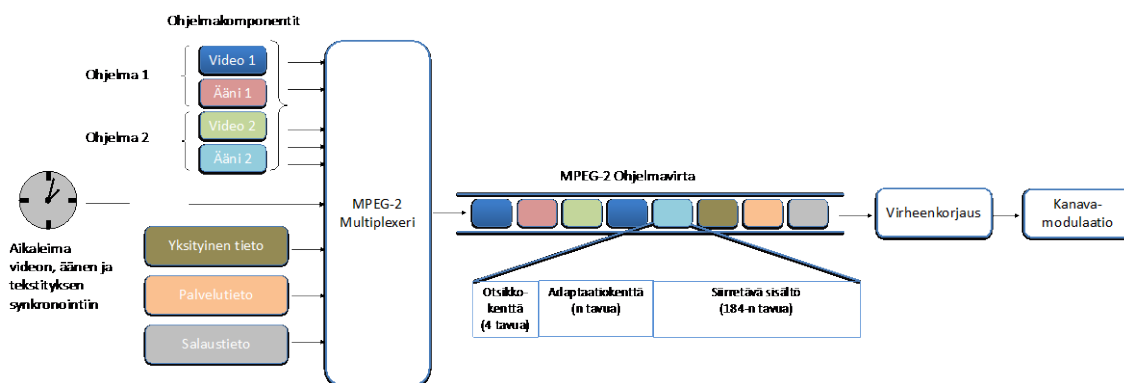 Ohjelmakomponentit
Ohjelma 1
Video 1
Ääni 1
Ohjelma 2
Video 2
Ääni 2
Aikaleima
videon, äänen ja
tekstityksen
synkronointiin
Yksityinen tieto
Palvelutieto
Salaustieto
MPEG-2
Multiplexeri
MPEG-2 Ohjelmavirta
Otsikko-
kenttä
(4 tavua)
Adaptaatiokenttä
(n tavua)
Siirretävä sisältö
(184-n tavua)
Virheenkorjaus
Kanava-
modulaatio